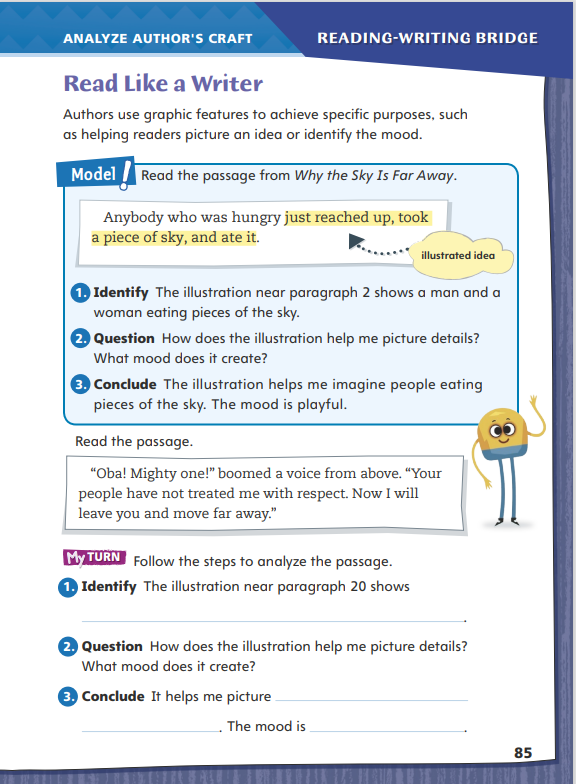 ANALYZE AUTHOR'S CRAFT
READING-WRITING BRIDGE
Read Like a Writer
Authors use graphic features to achieve specific purposes, such
as helping readers picture an idea or identify the mood.
Model!
Read the passage from Why the Sky Is Far Away.
Anybody who was hungry just reached up, took
a piece of sky, and ate it.
illustrated idea
1. Identify The illustration near paragraph 2 shows a man and a
woman eating pieces of the sky.
2. Question How does the illustration help me picture details?
What mood does it create?
3. Conclude The illustration helps me imagine people eating
pieces of the sky. The mood is playful.
Read the passage.
"Oba! Mighty one!" boomed a voice from above. "Your
people have not treated me with respect. Now I will
leave you and move far away."
My TURN Follow the steps to analyze the passage.
1. Identify The illustration near paragraph 20 shows
.
2. Question How does the illustration help me picture details?
What mood does it create?
3. Conclude It helps me picture
. The mood is .
85